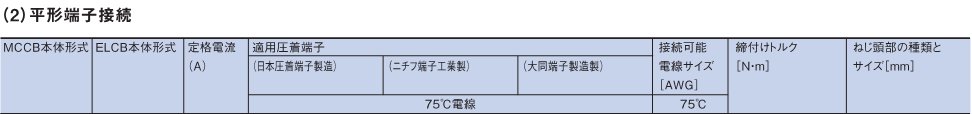 (2)平形端子接続
MCCB本体形式 ELCB本体形式 定格電流 適用圧着端子 接続可能 締付けトルク ねじ頭部の種類と
(A) (日本圧着端子製造) (ニチフ端子工業製) (大同端子製造製) 電線サイズ [N・m] サイズ[mm]
[AWG]
75℃電線 75℃